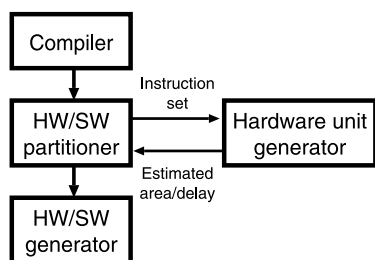 Compiler
Instruction
set
HW/SW
partitioner
Hardware unit
generator
Estimated
area/delay
HW/SW
generator